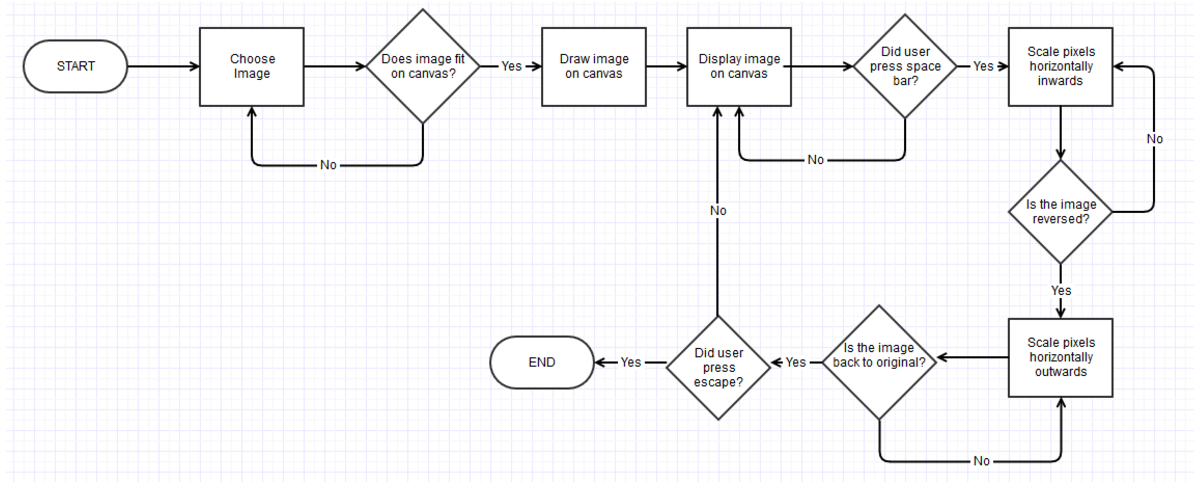 START
Choose
Image
Does image fit
on canvas?
Yes
No
Draw image
on canvas
Display image
on canvas
Did user
press space
bar?
Yes
No
Scale pixels
horizontally
inwards
No
Is the image
reversed?
Yes
Scale pixels
horizontally
outwards
Is the image
back to original?
No
Yes
Did user
press
escape?
No
Yes
END